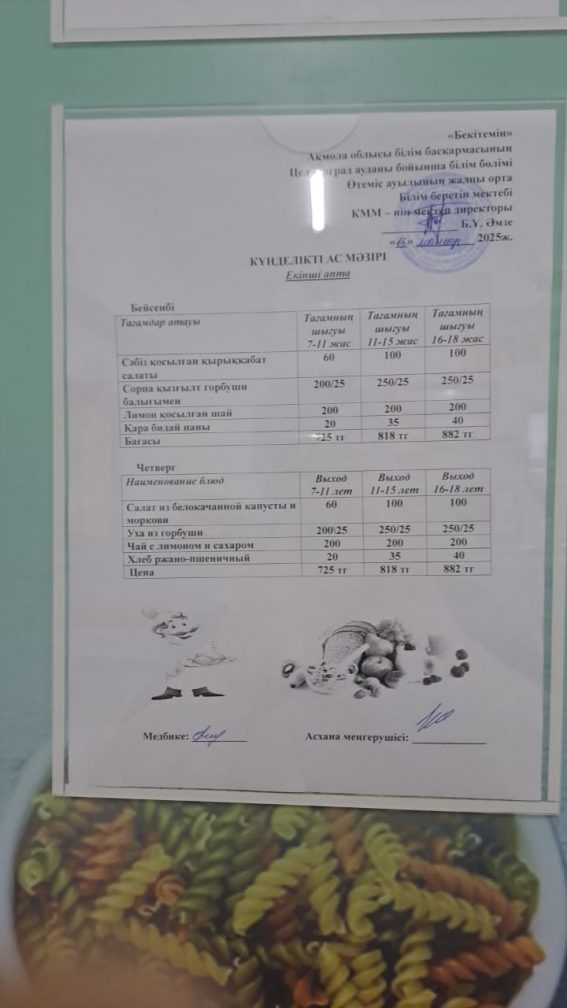 «Бекітемін»
Ақмола облысы білім басқармасының
Целиноград ауданы бойынша білім бөлімі
Өтеміс ауылының жалпы орта
Білім беретін мектебі
КММ – нің мектеп директоры
Б.Ү. Әмзе
2025ж.
КҮНДЕЛІКТІ АС МӘЗІРІ
Екінші апта
Бейсенбі
Тағамдар атауы Тағамның шығуы 7-11 жас Тағамның шығуы 11-15 жас Тағамның шығуы 16-18 жас
Сәбіз қосылған қырыққабат салаты 60 100 100
Сорпа қызғылт горбуши балығымен 200/25 250/25 250/25
Лимон қосылған шай 200 200 200
Қара бидай наны 20 35 40
Бағасы 725 тг 818 тг 882 тг
Четверг
Наименование блюд Выход 7-11 лет Выход 11-15 лет Выход 16-18 лет
Салат из белокачанной капусты и моркови 60 100 100
Уха из горбуши 200\25 250/25 250/25
Чай с лимоном и сахаром 200 200 200
Хлеб ржано-пшеничный 20 35 40
Цена 725 тг 818 тг 882 тг
Медбике:
Асхана меңгерушісі: